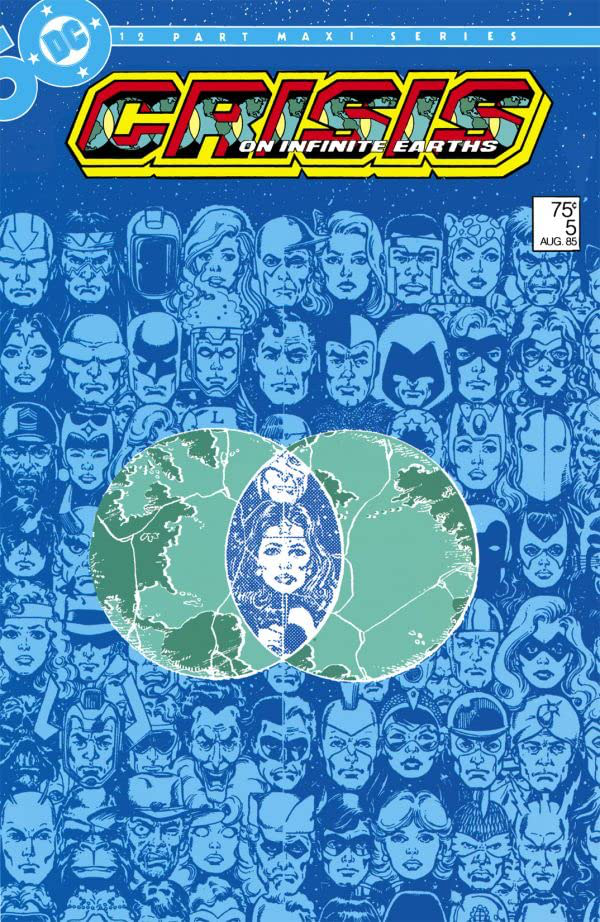 DC
12 PART MAXI-SERIES
CRISIS
ON INFINITE EARTHS
75¢
5
AUG. 85
L